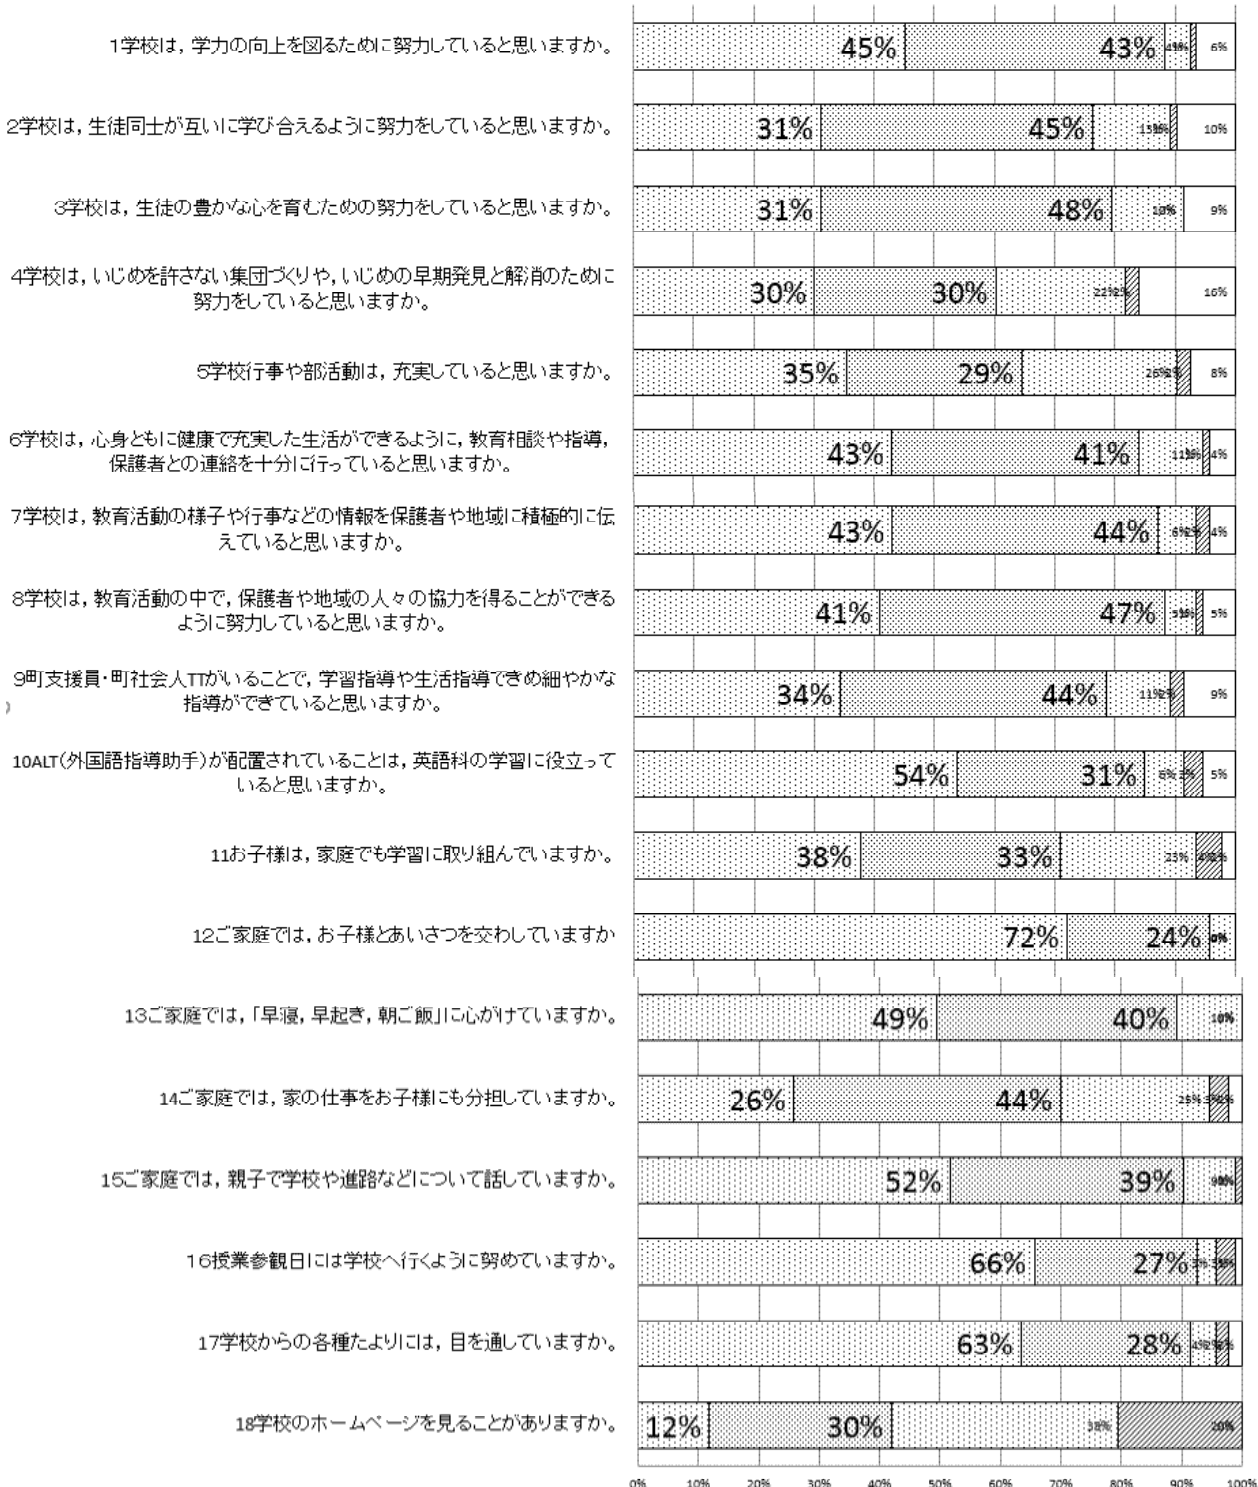 1学校は，学力の向上を図るために努力していると思いますか。
45% 43% 6%
2学校は，生徒同士が互いに学び合えるように努力をしていると思いますか。
31% 45% 10%
3学校は，生徒の豊かな心を育むための努力をしていると思いますか。
31% 48% 9%
4学校は，いじめを許さない集団づくりや，いじめの早期発見と解消のために
努力をしていると思いますか。
30% 30% 22% 2% 16%
5学校行事や部活動は，充実していると思いますか。
35% 29% 26% 2% 8%
6学校は，心身ともに健康で充実した生活ができるように，教育相談や指導，
保護者との連絡を十分に行っていると思いますか。
43% 41% 11% 4%
7学校は，教育活動の様子や行事などの情報を保護者や地域に積極的に伝
えていると思いますか。
43% 44% 6% 2% 4%
8学校は，教育活動の中で，保護者や地域の人々の協力を得ることができる
ように努力していると思いますか。
41% 47% 5%
9町支援員・町社会人TTがいることで，学習指導や生活指導できめ細やかな
指導ができていると思いますか。
34% 44% 11% 2% 9%
10ALT(外国語指導助手)が配置されていることは，英語科の学習に役立って
いると思いますか。
54% 31% 6% 3% 5%
11お子様は，家庭でも学習に取り組んでいますか。
38% 33% 23% 4%
12ご家庭では，お子様とあいさつを交わしていますか
72% 24% 0%
13ご家庭では，「早寝，早起き，朝ご飯」に心がけていますか。
49% 40% 10%
14ご家庭では，家の仕事をお子様にも分担していますか。
26% 44%
15ご家庭では，親子で学校や進路などについて話していますか。
52% 39%
16授業参観日には学校へ行くように努めていますか。
66% 27% 3%
17学校からの各種たよりには，目を通していますか。
63% 28% 4% 2%
18学校のホームページを見ることがありますか。
12% 30% 38% 20%
0% 10% 20% 30% 40% 50% 60% 70% 80% 90% 100%